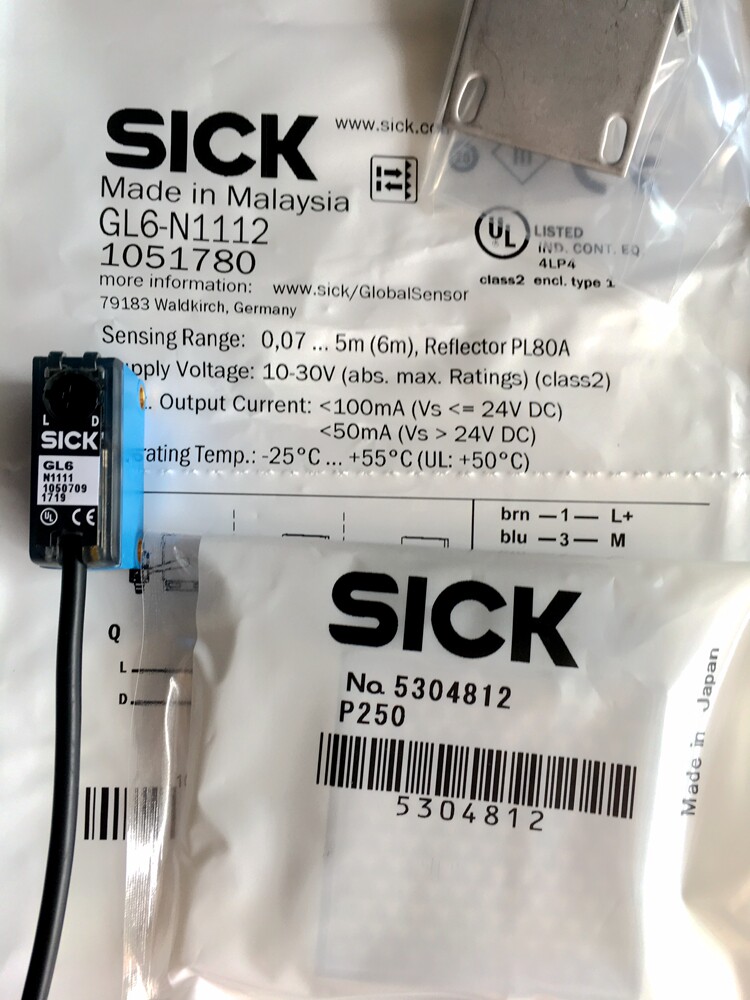 SICK
www.sick.co
Made in Malaysia
GL6-N1112
1051780
UL LISTED
IND. CONT. EQ
4LP4
class2 encl. type 1
more information: www.sick/GlobalSensor
79183 Waldkirch, Germany
Sensing Range: 0,07 ... 5m (6m), Reflector PL80A
pply Voltage: 10-30V (abs. max. Ratings) (class2)
. Output Current: <100mA (Vs <= 24V DC)
<50mA (Vs > 24V DC)
rating Temp.: -25°C ... +55°C (UL: +50°C)
L D
SICK
GL6
N1111
1050709
1719
UL CE
brn 1 L+
blu 3 M
Q
L
D
SICK
No. 5304812
P250
5304812
Made in Japan